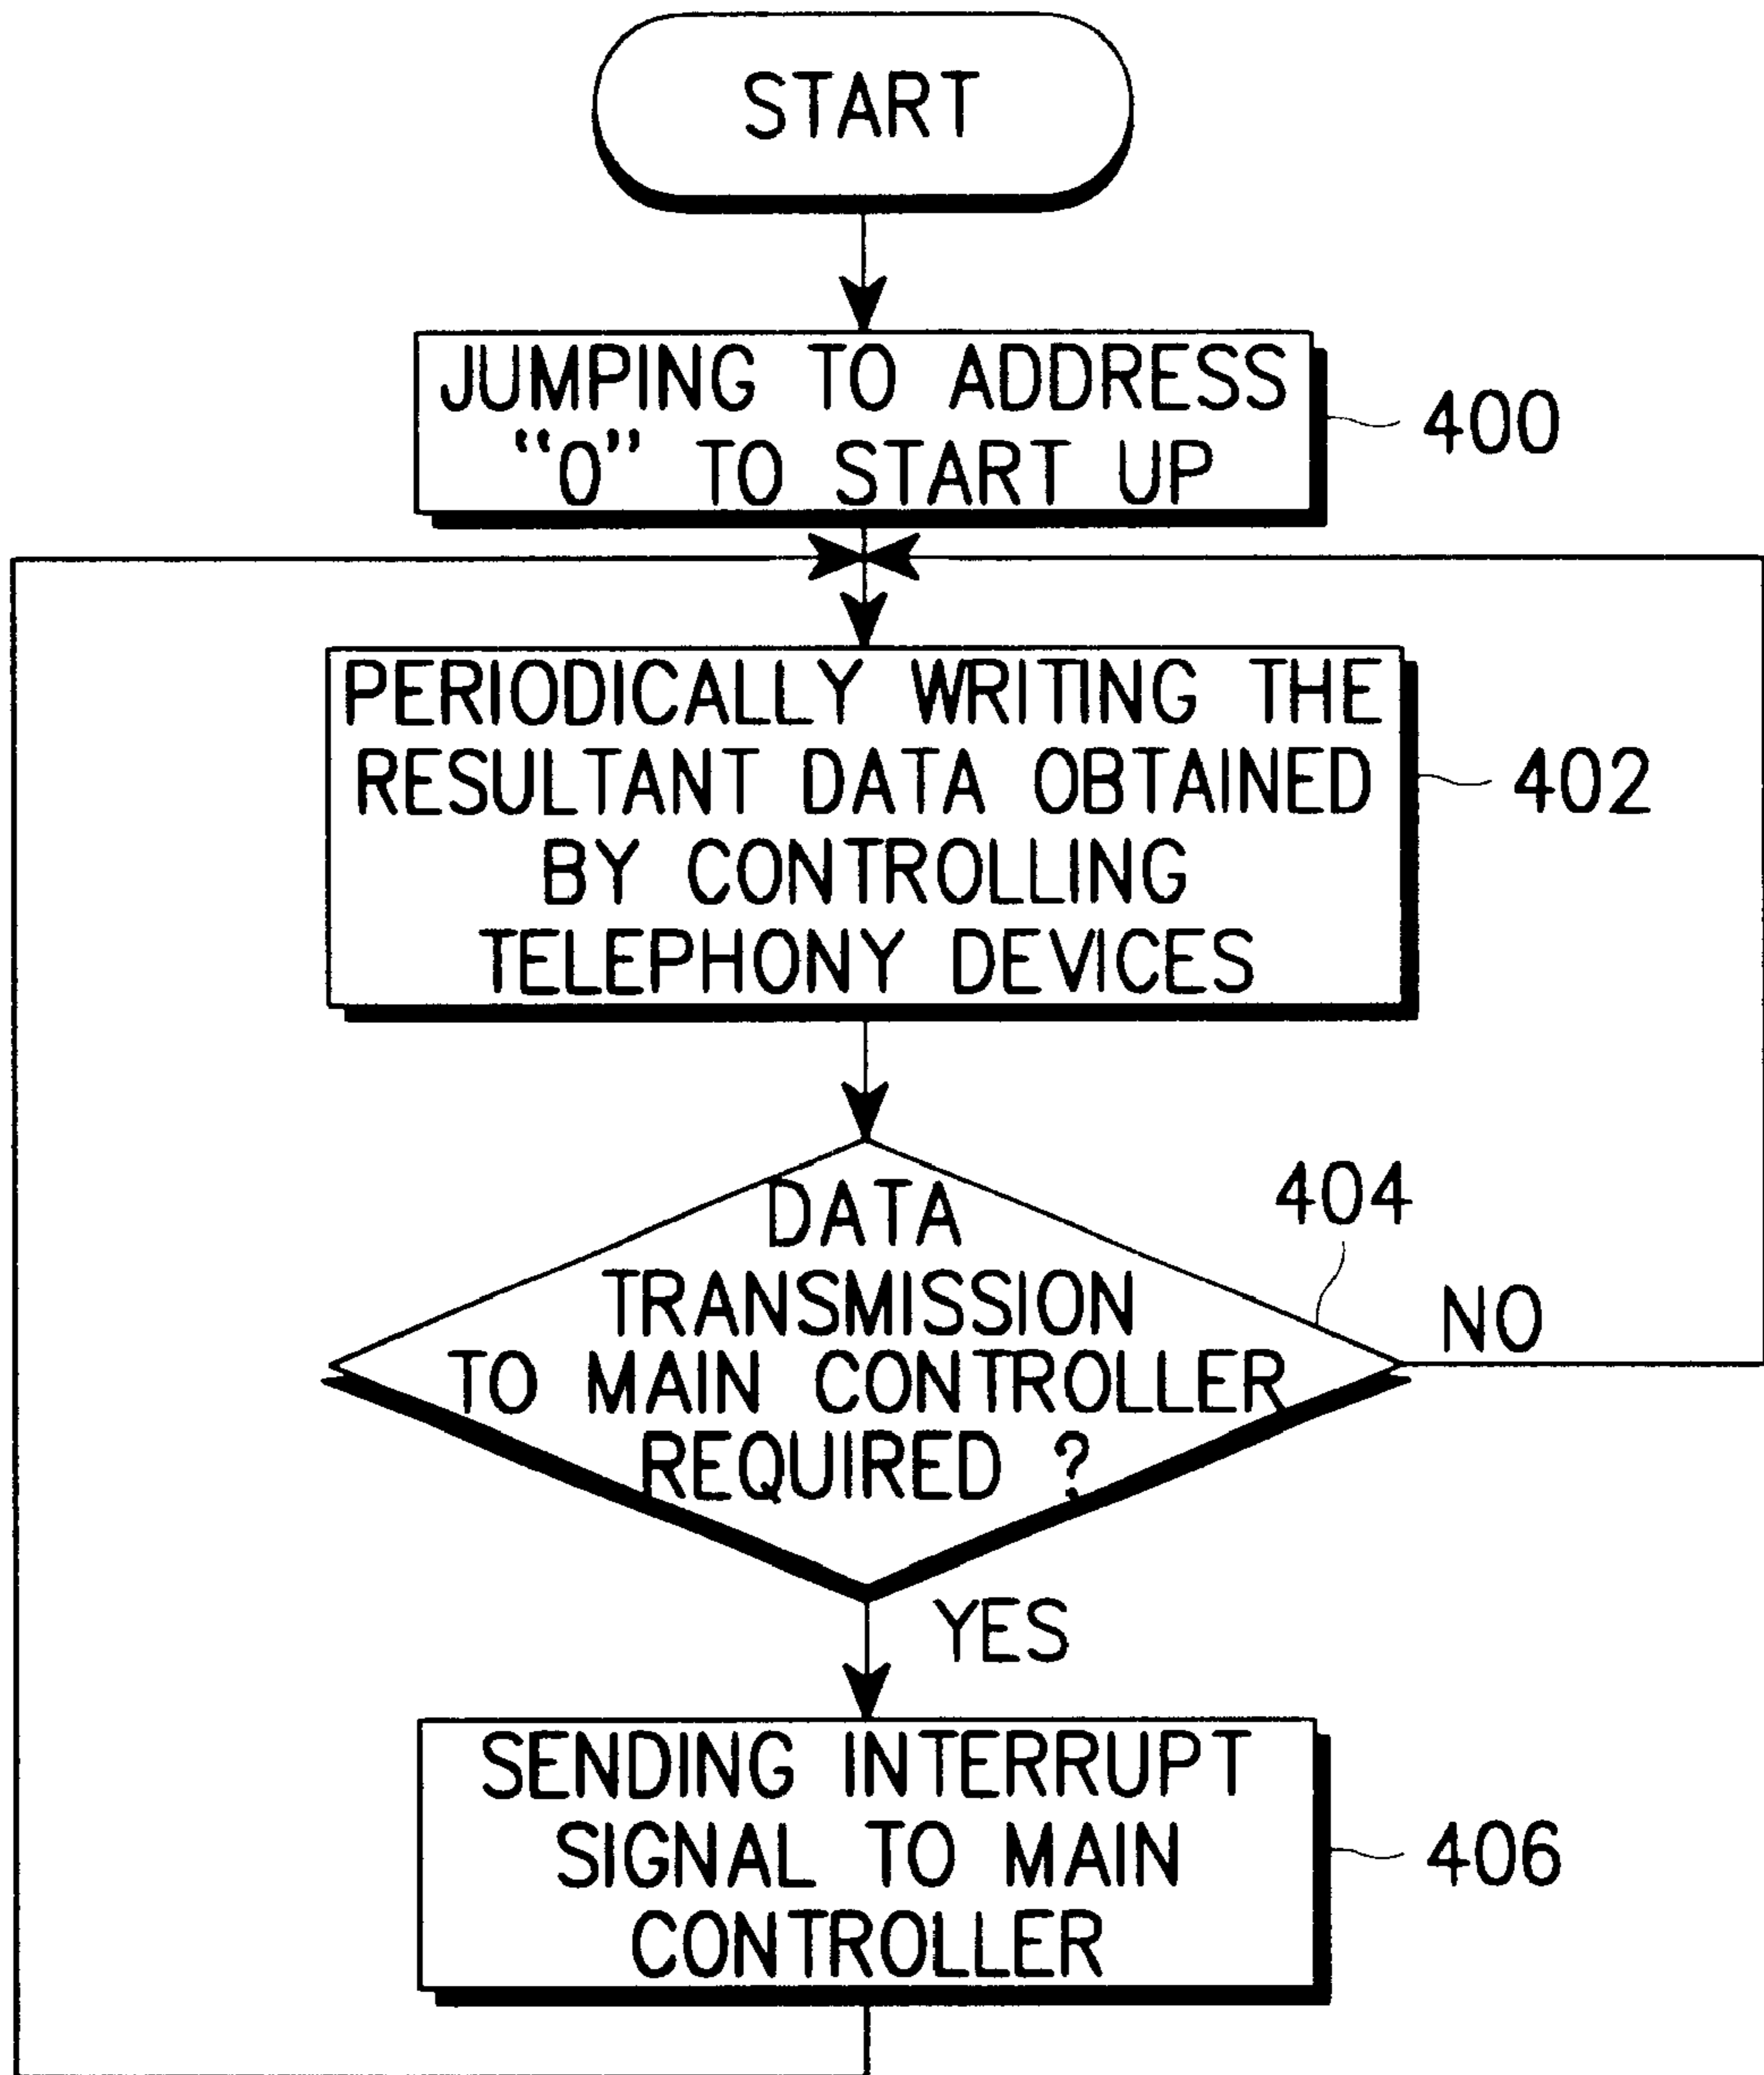 START
JUMPING TO ADDRESS
“0” TO START UP
400
PERIODICALLY WRITING THE
RESULTANT DATA OBTAINED
BY CONTROLLING
TELEPHONY DEVICES
402
DATA
TRANSMISSION
TO MAIN CONTROLLER
REQUIRED ?
404
NO
YES
SENDING INTERRUPT
SIGNAL TO MAIN
CONTROLLER
406